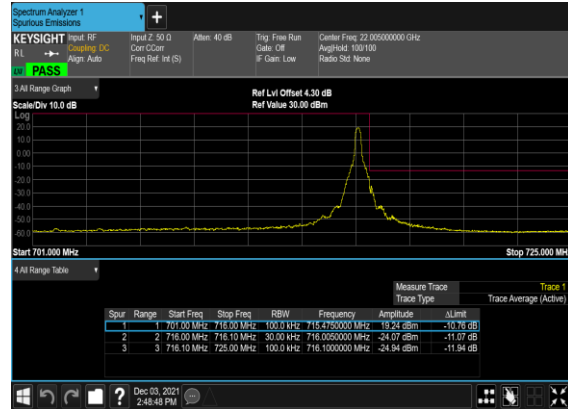 Spectrum Analyzer 1
Spurious Emissions
+
KEYSIGHT Input: RF Input Z: 50 Ω Atten: 40 dB Trig: Free Run Center Freq: 22.005000000 GHz
RL Coupling: DC Corr CCorr Gate: Off Avg|Hold: 100/100
Align: Auto Freq Ref: Int (S) IF Gain: Low Radio Std: None
PASS
3 All Range Graph
Ref Lvl Offset 4.30 dB
Scale/Div 10.0 dB Ref Value 30.00 dBm
Log
20.0
10.0
0.00
-10.0
-20.0
-30.0
-40.0
-50.0
-60.0
Start 701.000 MHz Stop 725.000 MH
4 All Range Table
Measure Trace Trace 1
Trace Type Trace Average (Active)
Spur Range Start Freq Stop Freq RBW Frequency Amplitude ΔLimit
1 1 701.00 MHz 716.00 MHz 100.0 kHz 715.4750000 MHz 19.24 dBm -10.76 dB
2 2 716.00 MHz 716.10 MHz 30.00 kHz 716.0050000 MHz -24.07 dBm -11.07 dB
3 3 716.10 MHz 725.00 MHz 100.0 kHz 716.1000000 MHz -24.94 dBm -11.94 dB
? Dec 03, 2021
2:48:48 PM